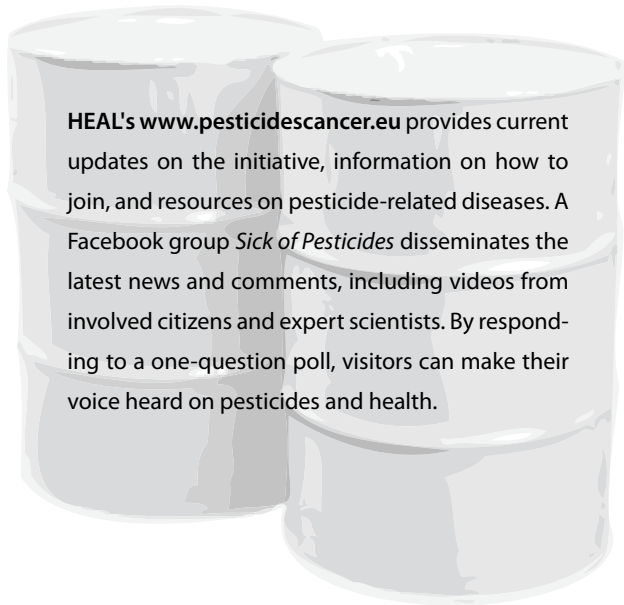 HEAL's www.pesticidescancer.eu provides current
updates on the initiative, information on how to
join, and resources on pesticide-related diseases. A
Facebook group Sick of Pesticides disseminates the
latest news and comments, including videos from
involved citizens and expert scientists. By respond-
ing to a one-question poll, visitors can make their
voice heard on pesticides and health.